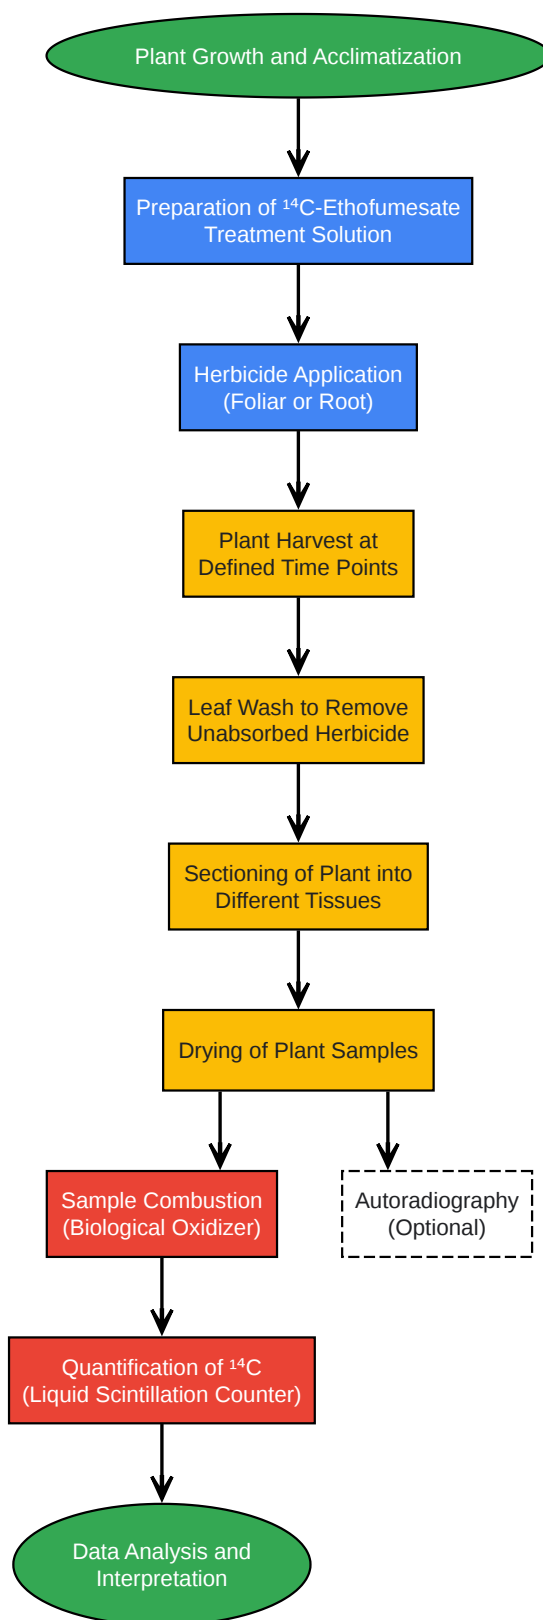 Plant Growth and Acclimatization
Preparation of ¹⁴C-Ethofumesate
Treatment Solution
Herbicide Application
(Foliar or Root)
Plant Harvest at
Defined Time Points
Leaf Wash to Remove
Unabsorbed Herbicide
Sectioning of Plant into
Different Tissues
Drying of Plant Samples
Sample Combustion
(Biological Oxidizer)
Autoradiography
(Optional)
Quantification of ¹⁴C
(Liquid Scintillation Counter)
Data Analysis and
Interpretation